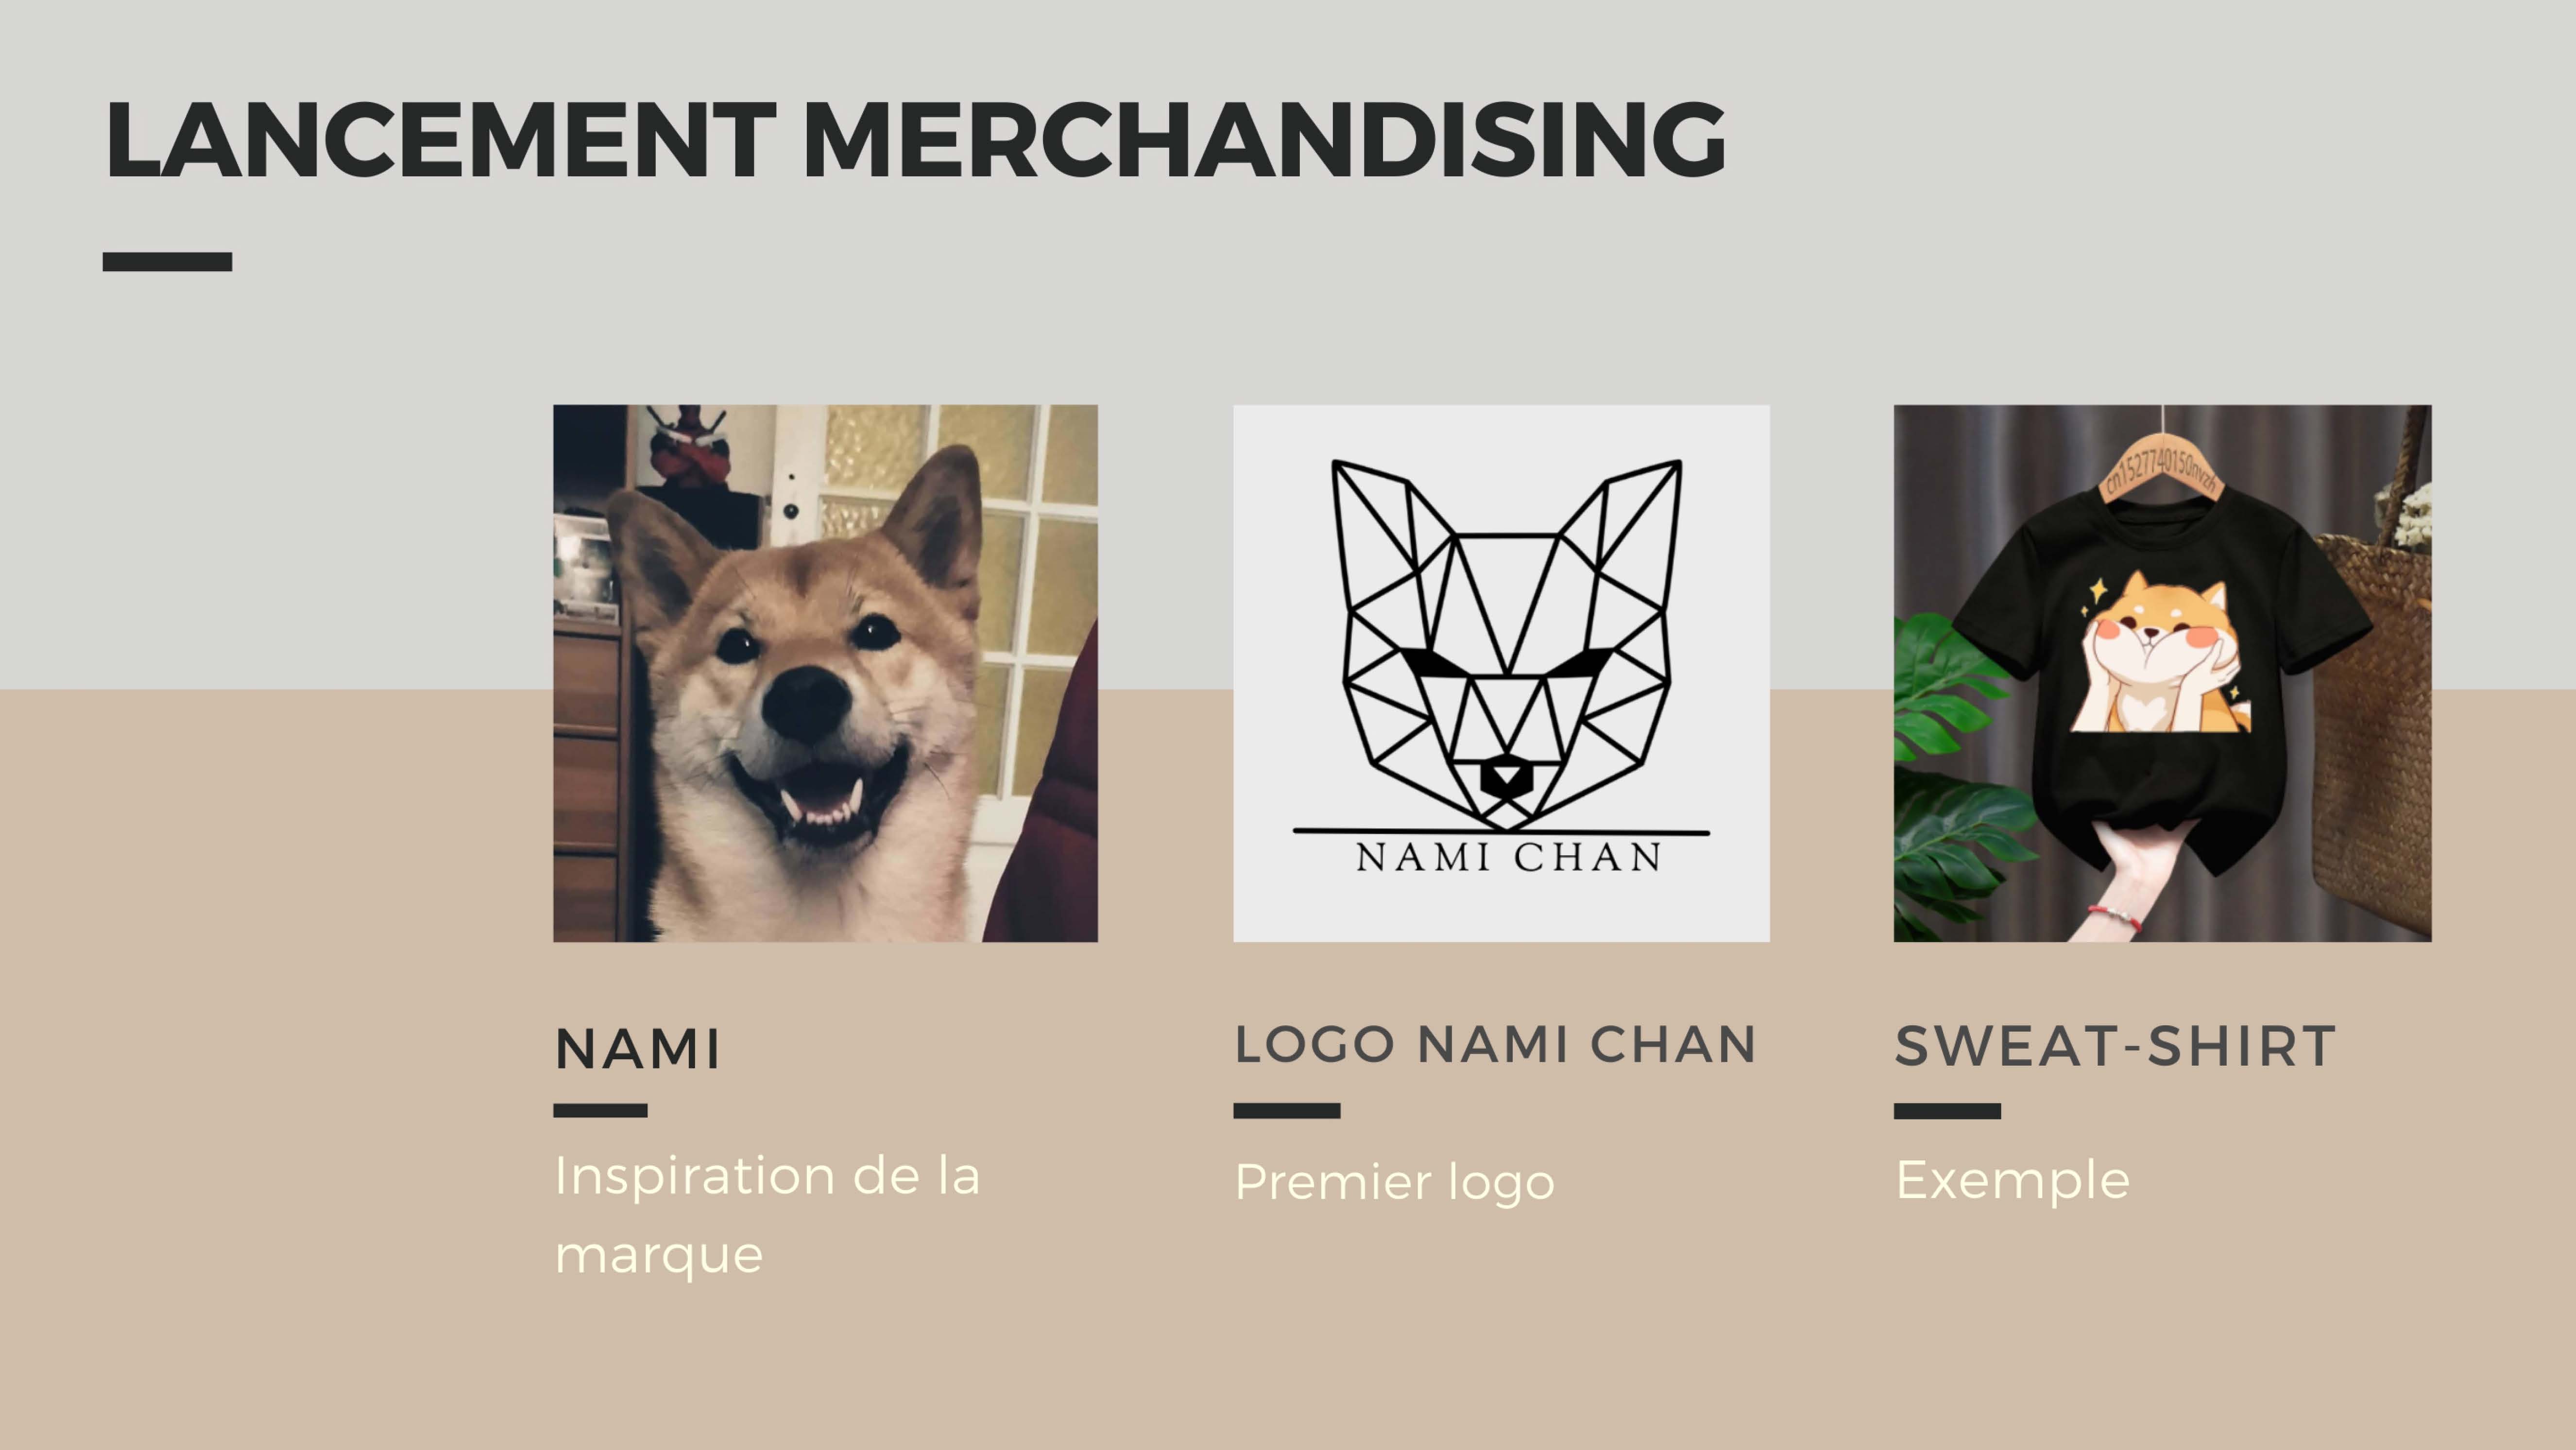 LANCEMENT MERCHANDISING
cn1527740150nvzh
NAMI CHAN
NAMI
Inspiration de la
marque
LOGO NAMI CHAN
Premier logo
SWEAT-SHIRT
Exemple